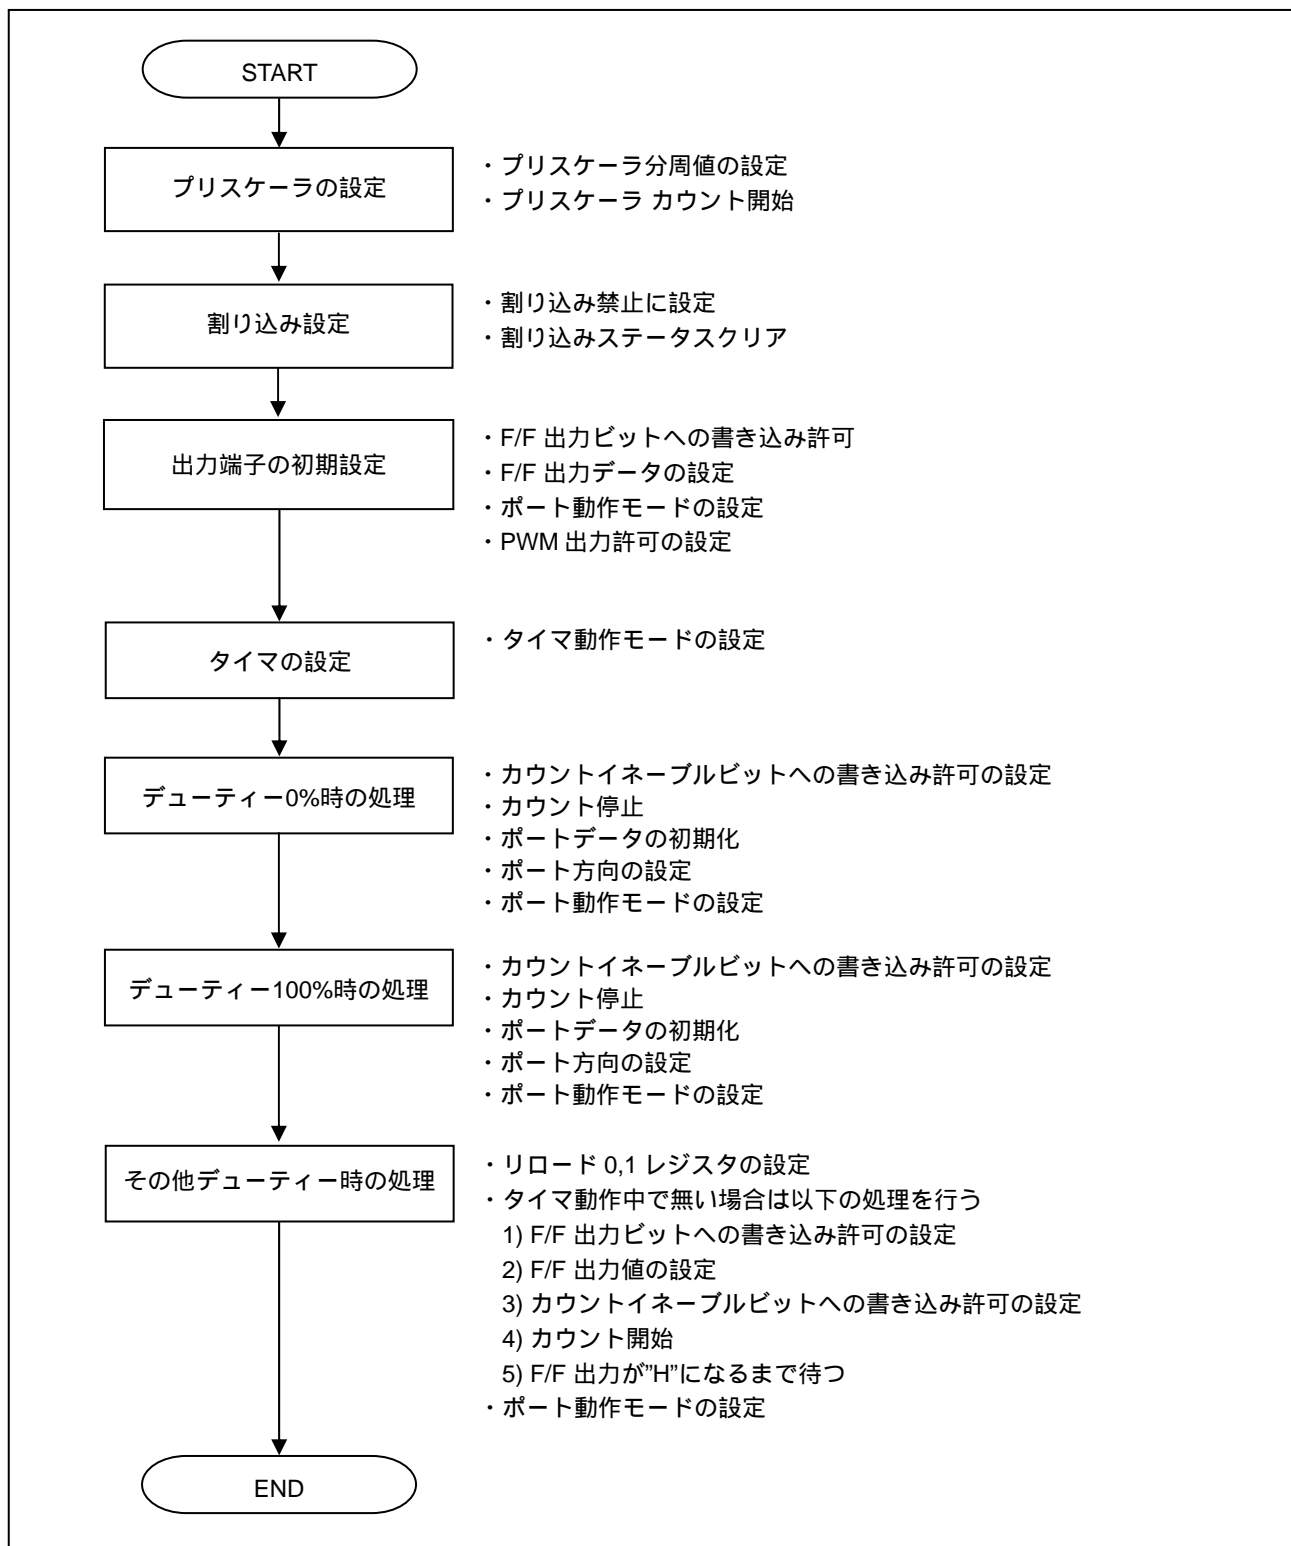 START
プリスケーラの設定
・プリスケーラ分周値の設定
・プリスケーラ カウント開始
割り込み設定
・割り込み禁止に設定
・割り込みステータスクリア
出力端子の初期設定
・F/F 出力ビットへの書き込み許可
・F/F 出力データの設定
・ポート動作モードの設定
・PWM 出力許可の設定
タイマの設定
・タイマ動作モードの設定
デューティー0%時の処理
・カウントイネーブルビットへの書き込み許可の設定
・カウント停止
・ポートデータの初期化
・ポート方向の設定
・ポート動作モードの設定
デューティー100%時の処理
・カウントイネーブルビットへの書き込み許可の設定
・カウント停止
・ポートデータの初期化
・ポート方向の設定
・ポート動作モードの設定
その他デューティー時の処理
・リロード 0,1 レジスタの設定
・タイマ動作中で無い場合は以下の処理を行う
1) F/F 出力ビットへの書き込み許可の設定
2) F/F 出力値の設定
3) カウントイネーブルビットへの書き込み許可の設定
4) カウント開始
5) F/F 出力が”H”になるまで待つ
・ポート動作モードの設定
END